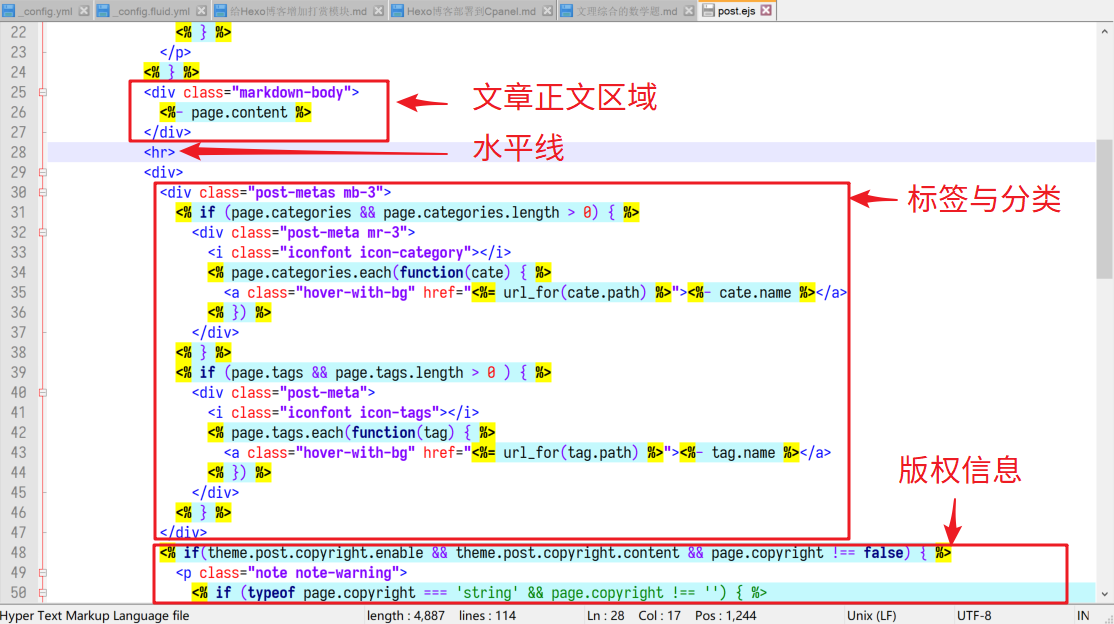 _config.yml _config.fluid.yml 给Hexo博客增加打赏模块.md Hexo博客部署到Cpanel.md 文理综合的数学题.md post.ejs
22 <% } %>
23 </p>
24 <% } %>
25 <div class="markdown-body">
26 <%- page.content %>
文章正文区域
27 </div>
28 <hr>
水平线
29 <div>
30 <div class="post-metas mb-3">
标签与分类
31 <% if (page.categories && page.categories.length > 0) { %>
32 <div class="post-meta mr-3">
33 <i class="iconfont icon-category"></i>
34 <% page.categories.each(function(cate) { %>
35 <a class="hover-with-bg" href="<%= url_for(cate.path) %>"><%- cate.name %></a>
36 <% }) %>
37 </div>
38 <% } %>
39 <% if (page.tags && page.tags.length > 0 ) { %>
40 <div class="post-meta">
41 <i class="iconfont icon-tags"></i>
42 <% page.tags.each(function(tag) { %>
43 <a class="hover-with-bg" href="<%= url_for(tag.path) %>"><%- tag.name %></a>
44 <% }) %>
版权信息
45 </div>
46 <% } %>
47 </div>
48 <% if(theme.post.copyright.enable && theme.post.copyright.content && page.copyright !== false) { %>
49 <p class="note note-warning">
50 <% if (typeof page.copyright === 'string' && page.copyright !== '') { %>
Hyper Text Markup Language file length : 4,887 lines : 114 Ln : 28 Col : 17 Pos : 1,244 Unix (LF) UTF-8 IN